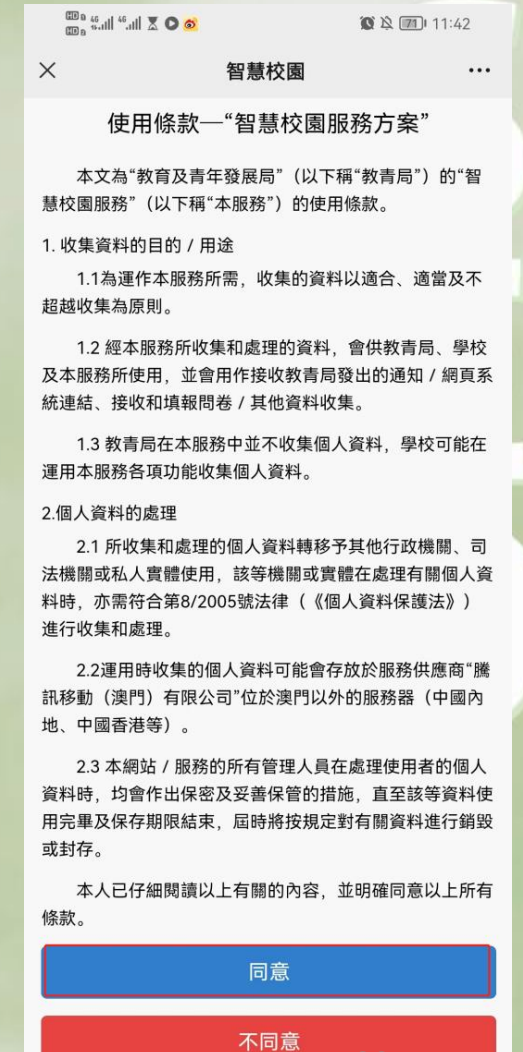 HD 46 46 11:42
71
智慧校園
使用條款—“智慧校園服務方案”
本文為“教育及青年發展局”（以下稱“教青局”）的“智
慧校園服務”（以下稱“本服務”）的使用條款。
1. 收集資料的目的 / 用途
1.1為運作本服務所需，收集的資料以適合、適當及不
超越收集為原則。
1.2 經本服務所收集和處理的資料，會供教青局、學校
及本服務所使用，並會用作接收教青局發出的通知 / 網頁系
統連結、接收和填報問卷 / 其他資料收集。
1.3 教青局在本服務中並不收集個人資料，學校可能在
運用本服務各項功能收集個人資料。
2.個人資料的處理
2.1 所收集和處理的個人資料轉移予其他行政機關、司
法機關或私人實體使用，該等機關或實體在處理有關個人資
料時，亦需符合第8/2005號法律（《個人資料保護法》）
進行收集和處理。
2.2運用時收集的個人資料可能會存放於服務供應商“騰
訊移動（澳門）有限公司”位於澳門以外的服務器（中國內
地、中國香港等）。
2.3 本網站 / 服務的所有管理人員在處理使用者的個人
資料時，均會作出保密及妥善保管的措施，直至該等資料使
用完畢及保存期限結束，屆時將按規定對有關資料進行銷毀
或封存。
本人已仔細閱讀以上有關的內容，並明確同意以上所有
條款。
同意
不同意